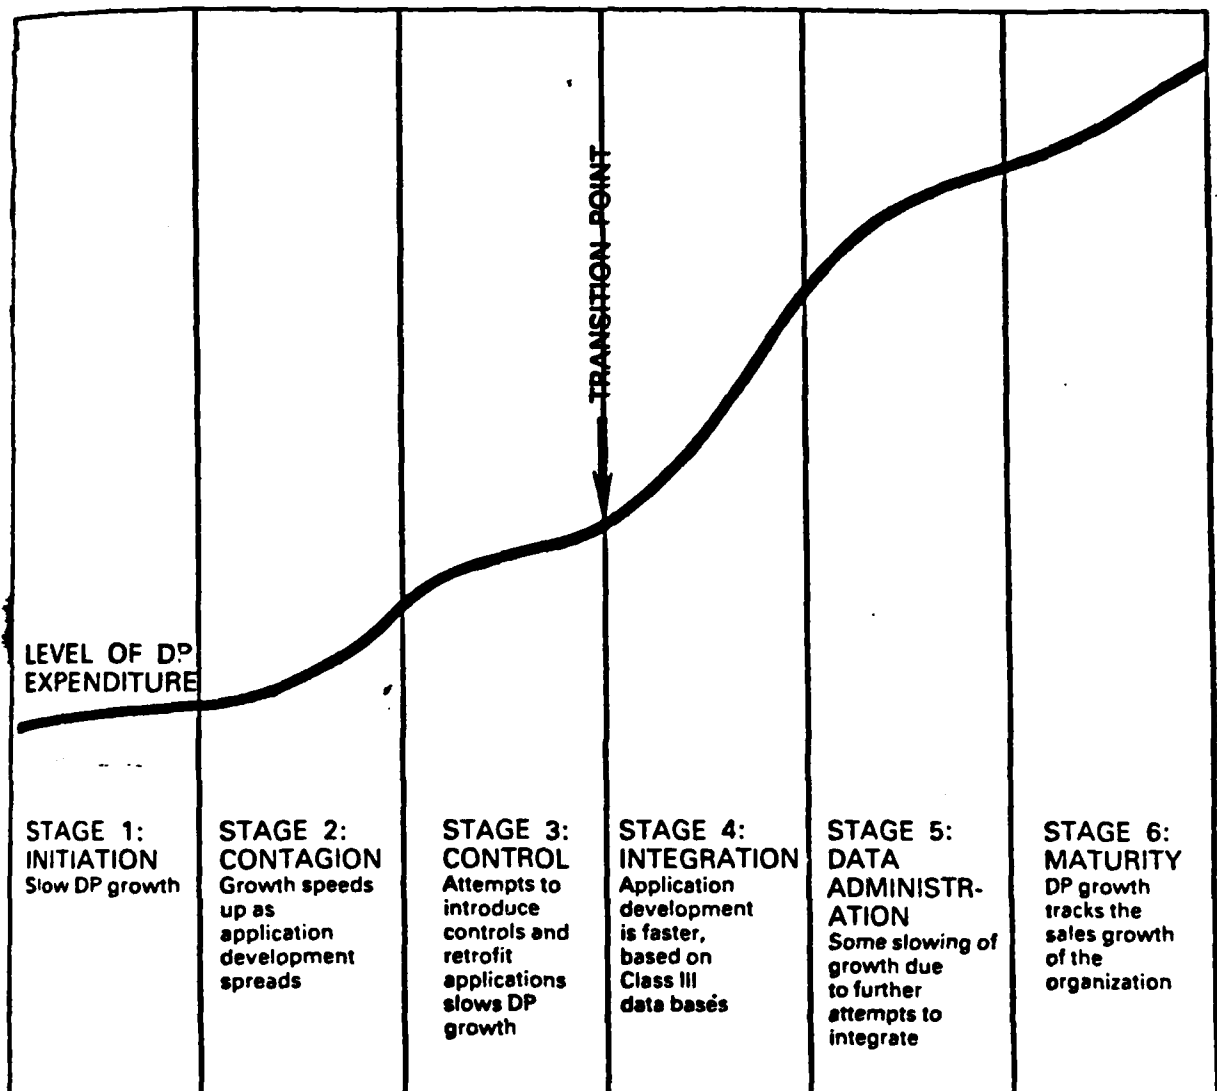 TRANSITION POINT
LEVEL OF DP
EXPENDITURE
STAGE 1:
INITIATION
Slow DP growth
STAGE 2:
CONTAGION
Growth speeds
up as
application
development
spreads
STAGE 3:
CONTROL
Attempts to
introduce
controls and
retrofit
applications
slows DP
growth
STAGE 4:
INTEGRATION
Application
development
is faster,
based on
Class III
data bases
STAGE 5:
DATA
ADMINISTR-
ATION
Some slowing of
growth due
to further
attempts to
integrate
STAGE 6:
MATURITY
DP growth
tracks the
sales growth
of the
organization